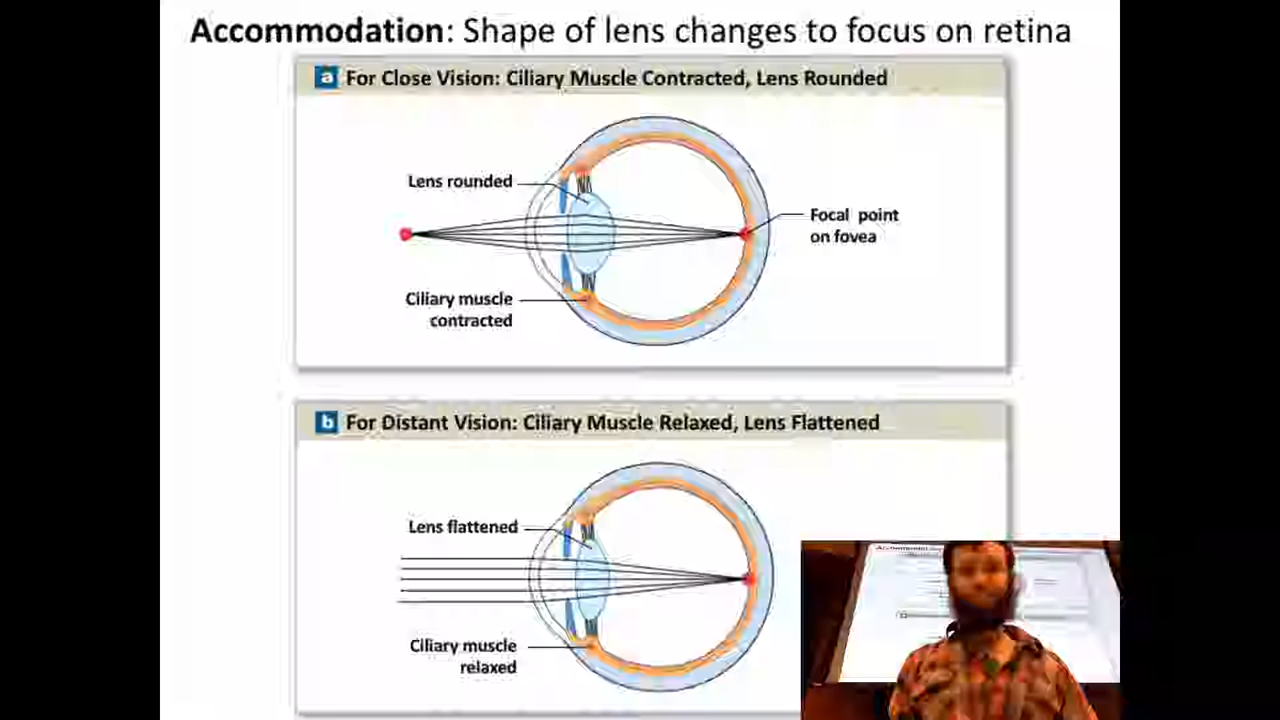 Accommodation: Shape of lens changes to focus on retina
a For Close Vision: Ciliary Muscle Contracted, Lens Rounded
Lens rounded
Focal point
on fovea
Ciliary muscle
contracted
b For Distant Vision: Ciliary Muscle Relaxed, Lens Flattened
Lens flattened
Ciliary muscle
relaxed